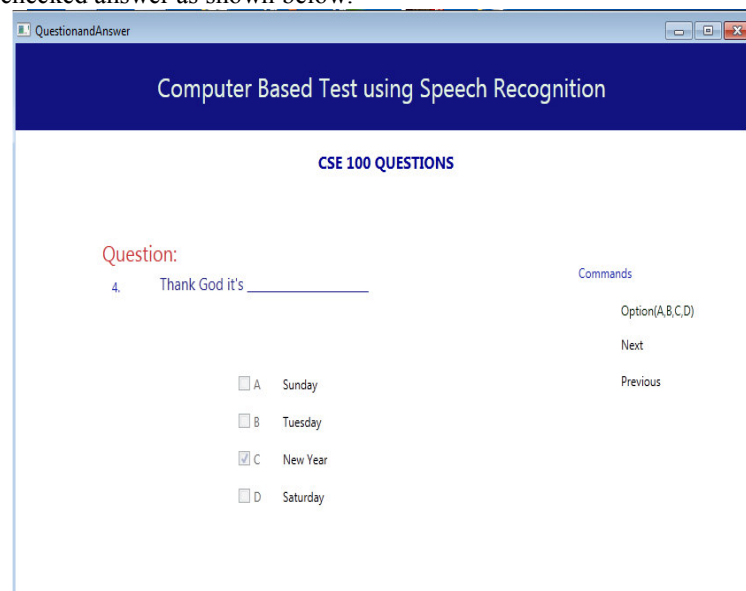 checked answer as shown below.
QuestionandAnswer
Computer Based Test using Speech Recognition
CSE 100 QUESTIONS
Question:
4. Thank God it's _________________
Commands
Option(A,B,C,D)
Next
Previous
A Sunday
B Tuesday
C New Year
D Saturday